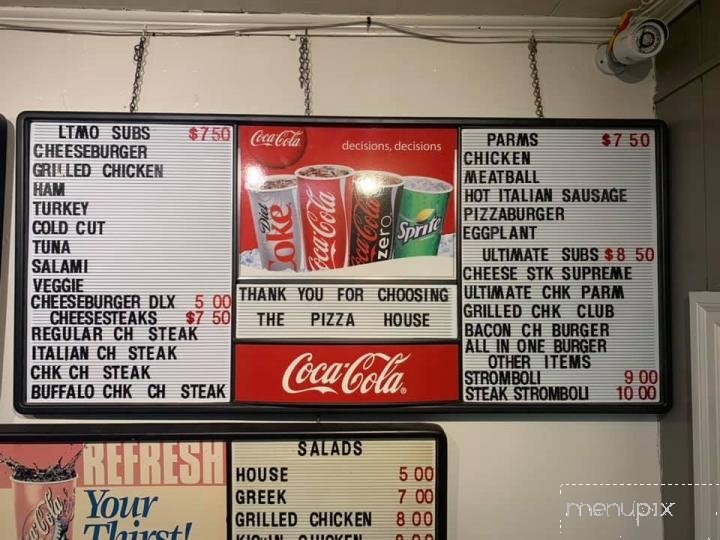 LTMO SUBS $7 50
CHEESEBURGER
GRILLED CHICKEN
HAM
TURKEY
COLD CUT
TUNA
SALAMI
VEGGIE
CHEESEBURGER DLX 5 00
CHEESESTEAKS $7 50
REGULAR CH STEAK
ITALIAN CH STEAK
CHK CH STEAK
BUFFALO CHK CH STEAK
Coca-Cola
decisions, decisions
Diet Coke
Coca-Cola
Coca-Cola zero
Sprite
THANK YOU FOR CHOOSING
THE PIZZA HOUSE
Coca-Cola
PARMS $7 50
CHICKEN
MEATBALL
HOT ITALIAN SAUSAGE
PIZZABURGER
EGGPLANT
ULTIMATE SUBS $8 50
CHEESE STK SUPREME
ULTIMATE CHK PARM
GRILLED CHK CLUB
BACON CH BURGER
ALL IN ONE BURGER
OTHER ITEMS
STROMBOLI 9 00
STEAK STROMBOLI 10 00
REFRESH
Your
Thirst!
Coca-Cola
SALADS
HOUSE 5 00
GREEK 7 00
GRILLED CHICKEN 8 00
CHICKEN 8 00
menupix